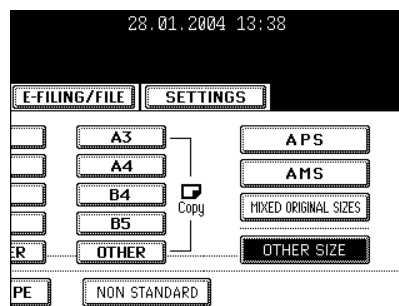 28.01.2004 13:38
E-FILING/FILE SETTINGS
A3 APS
A4 AMS
B4 MIXED ORIGINAL SIZES
Copy
B5
ER OTHER OTHER SIZE
PE NON STANDARD